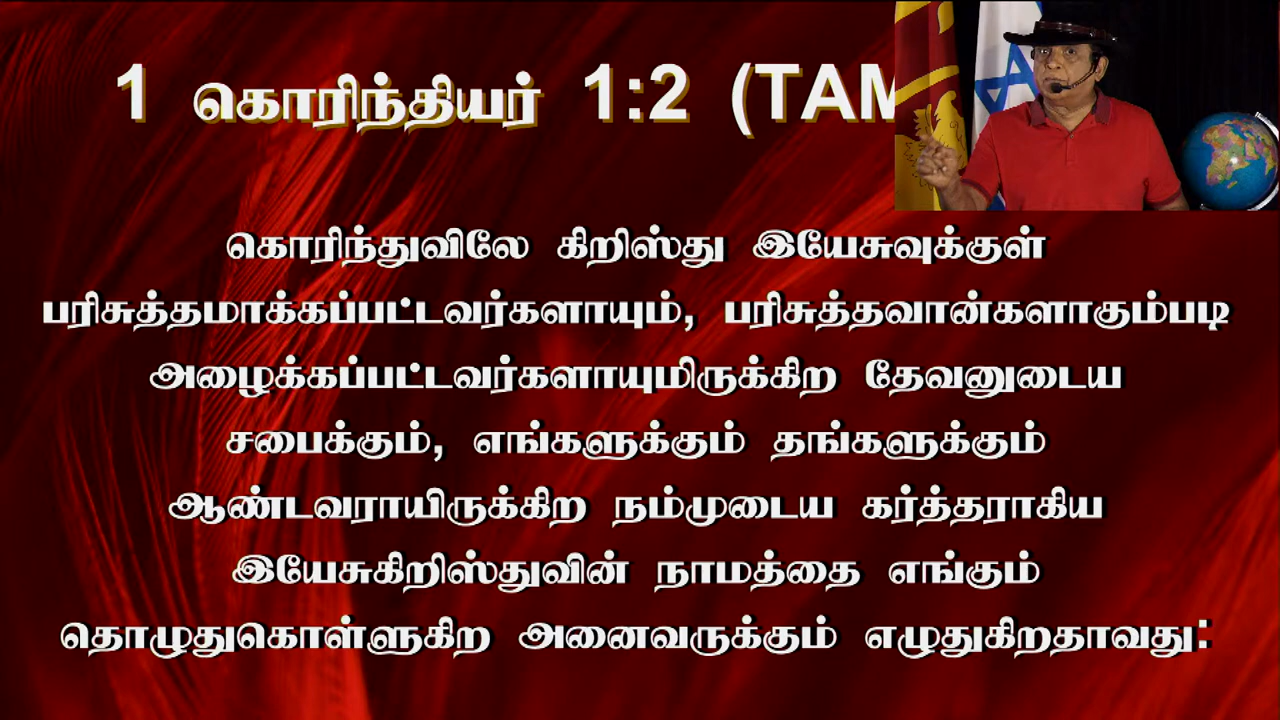 1 கொரிந்தியர் 1:2 (TAM
கொரிந்துவிலே கிறிஸ்து இயேசுவுக்குள்
பரிசுத்தமாக்கப்பட்டவர்களாயும், பரிசுத்தவான்களாகும்படி
அழைக்கப்பட்டவர்களாயுமிருக்கிற தேவனுடைய
சபைக்கும், எங்களுக்கும் தங்களுக்கும்
ஆண்டவராயிருக்கிற நம்முடைய கர்த்தராகிய
இயேசுகிறிஸ்துவின் நாமத்தை எங்கும்
தொழுதுகொள்ளுகிற அனைவருக்கும் எழுதுகிறதாவது: